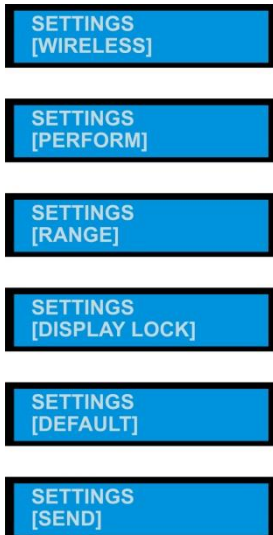 SETTINGS
[WIRELESS]
SETTINGS
[PERFORM]
SETTINGS
[RANGE]
SETTINGS
[DISPLAY LOCK]
SETTINGS
[DEFAULT]
SETTINGS
[SEND]